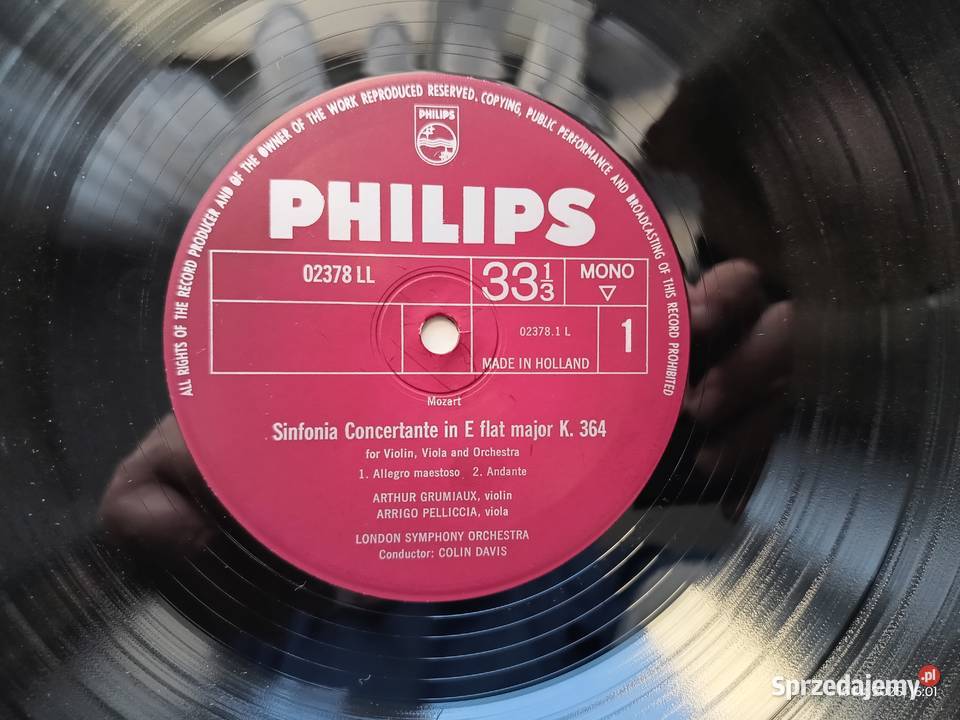 ALL RIGHTS OF THE RECORD PRODUCER AND OF THE OWNER OF THE WORK REPRODUCED RESERVED. COPYING, PUBLIC PERFORMANCE AND BROADCASTING OF THIS RECORD PROHIBITED
PHILIPS
PHILIPS
02378 LL
33 1/3
MONO
02378.1 L
MADE IN HOLLAND
1
Mozart
Sinfonia Concertante in E flat major K. 364
for Violin, Viola and Orchestra
1. Allegro maestoso 2. Andante
ARTHUR GRUMIAUX, violin
ARRIGO PELLICCIA, viola
LONDON SYMPHONY ORCHESTRA
Conductor: COLIN DAVIS
Sprzedajemy.pl